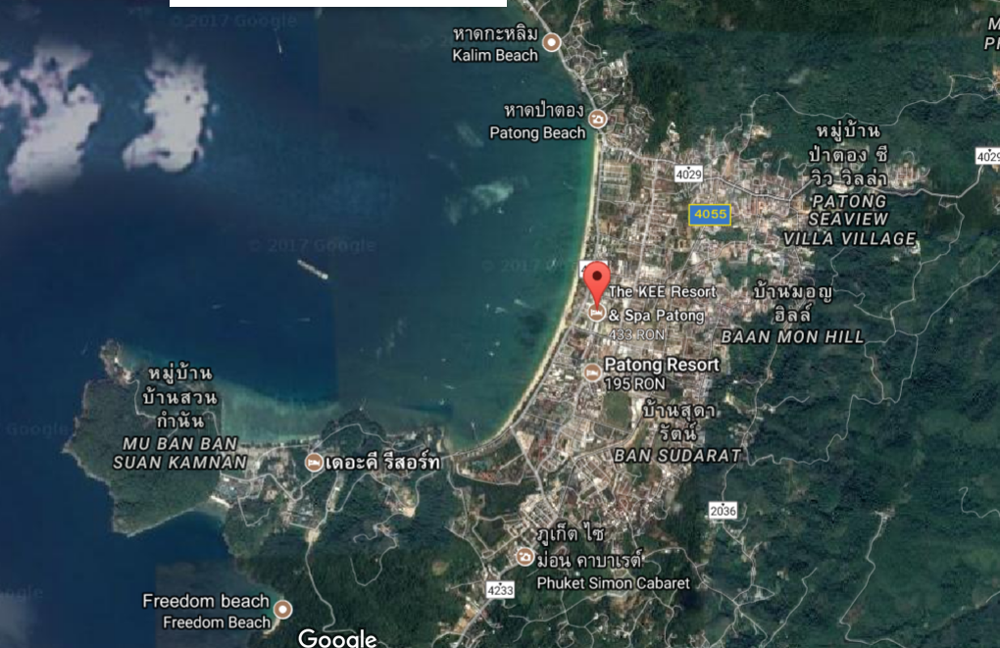 © 2017 Google
หาดกะหลิม
Kalim Beach
หาดป่าตอง
Patong Beach
หมู่บ้าน
ป่าตอง ซี
วิว วิลล่า
PATONG
SEAVIEW
VILLA VILLAGE
4029
4029
4055
© 2017 Google
© 2017
The KEE Resort
& Spa Patong
433 RON
บ้านมอญ
ฮิลล์
BAAN MON HILL
Patong Resort
195 RON
บ้านสุดา
รัตน์
BAN SUDARAT
หมู่บ้าน
บ้านสวน
กำนัน
MU BAN BAN
SUAN KAMNAN
Google
เดอะคี รีสอร์ท
2036
ภูเก็ต ไซ
ม่อน คาบาเรต์
Phuket Simon Cabaret
4233
Freedom beach
Freedom Beach
Google